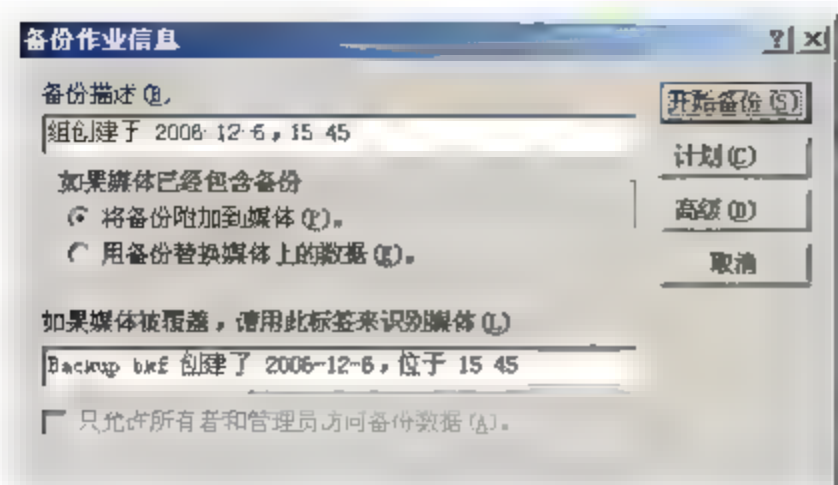 备份作业信息
备份描述(B)
组创建于 2006-12-6，15 45
如果媒体已经包含备份
将备份附加到媒体(P)。
用备份替换媒体上的数据(E)。
如果媒体被覆盖，请用此标签来识别媒体(L)
Backup bkf 创建了 2006-12-6，位于 15 45
只允许所有者和管理员访问备份数据(A)。
开始备份(S)
计划(C)
高级(D)
取消